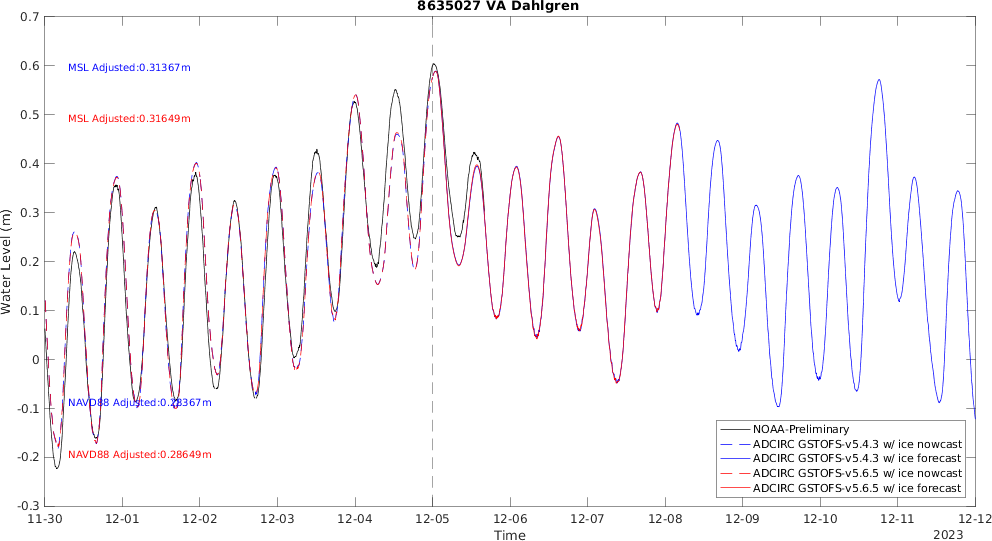 8635027 VA Dahlgren
0.7
0.6
0.5
0.4
0.3
0.2
0.1
0
-0.1
-0.2
-0.3
Water Level (m)
MSL Adjusted:0.31367m
MSL Adjusted:0.31649m
NAVD88 Adjusted:0.28367m
NAVD88 Adjusted:0.28649m
NOAA-Preliminary
ADCIRC GSTOFS-v5.4.3 w/ ice nowcast
ADCIRC GSTOFS-v5.4.3 w/ ice forecast
ADCIRC GSTOFS-v5.6.5 w/ ice nowcast
ADCIRC GSTOFS-v5.6.5 w/ ice forecast
11-30 12-01 12-02 12-03 12-04 12-05 12-06 12-07 12-08 12-09 12-10 12-11 12-12
Time
2023